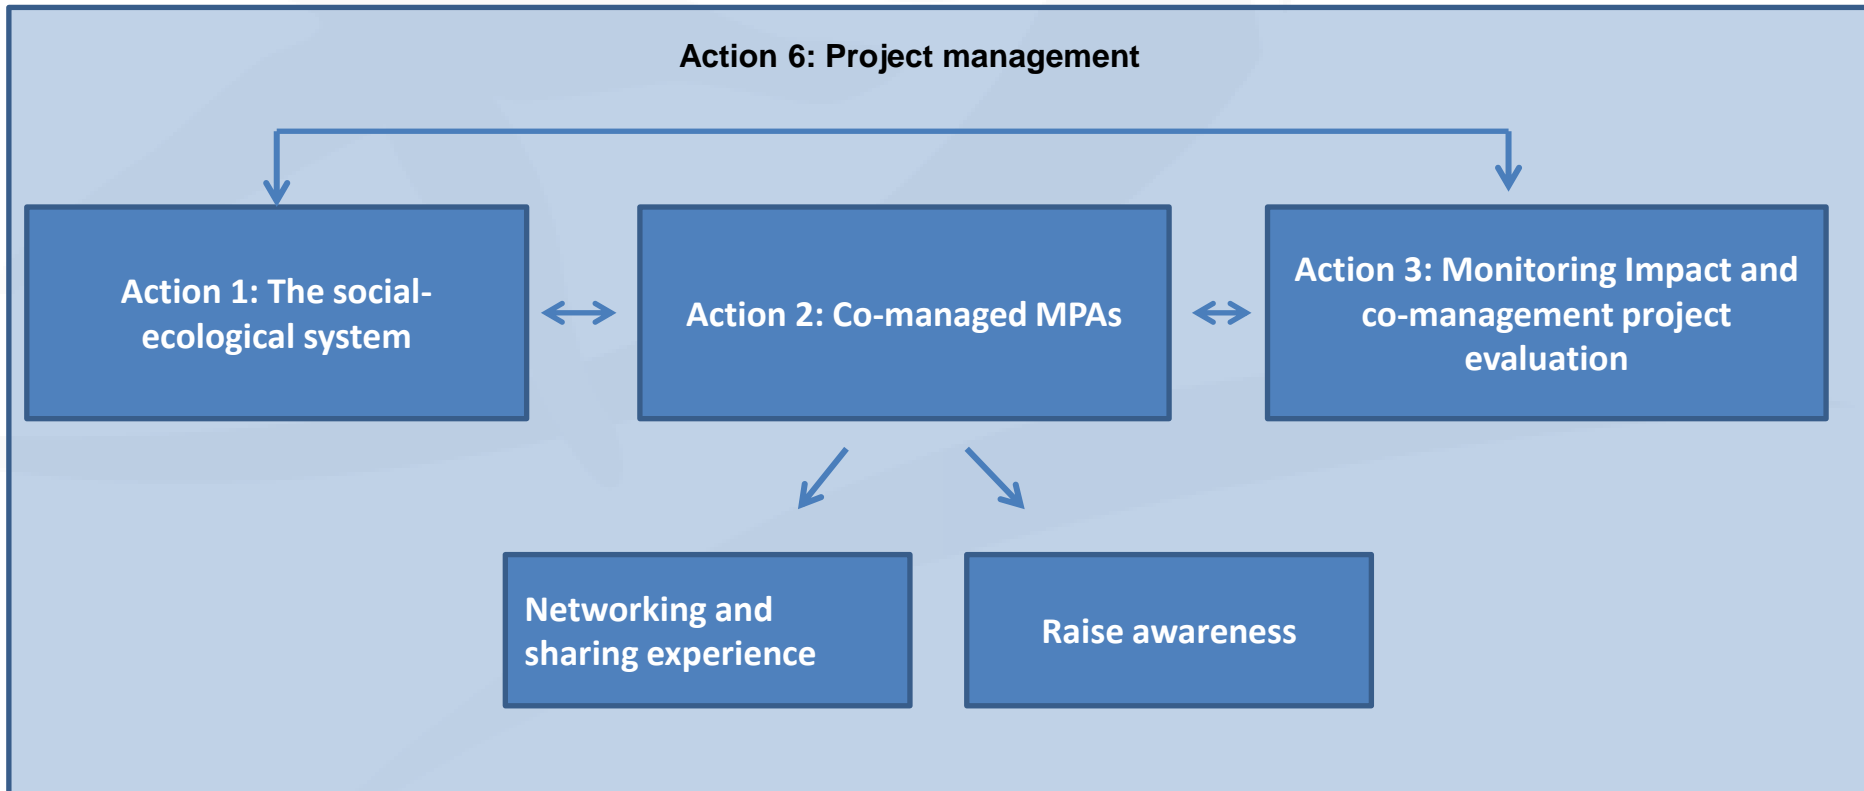 Action 6: Project management
Action 1: The social-
ecological system
Action 2: Co-managed MPAs
Action 3: Monitoring Impact and
co-management project
evaluation
Networking and
sharing experience
Raise awareness